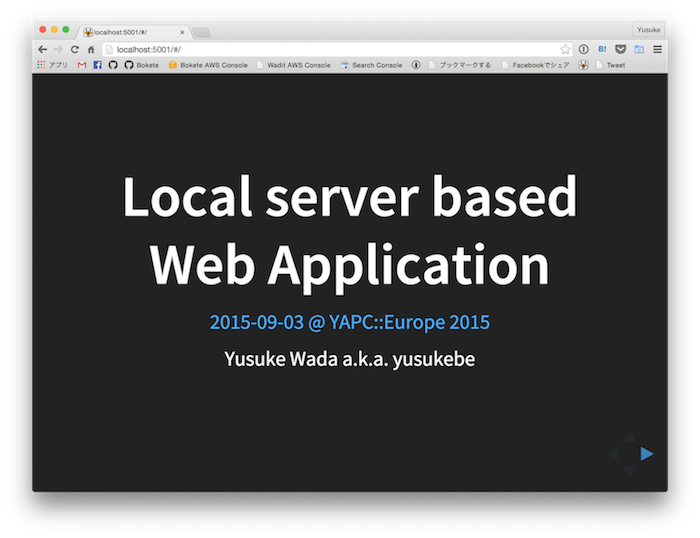 localhost:5001/#/
Yusuke
localhost:5001/#/
B!
アプリ
Bokete
Bokete AWS Console
Wadit AWS Console
Search Console
ブックマークする
Facebookでシェア
Tweet
Local server based
Web Application
2015-09-03 @ YAPC::Europe 2015
Yusuke Wada a.k.a. yusukebe